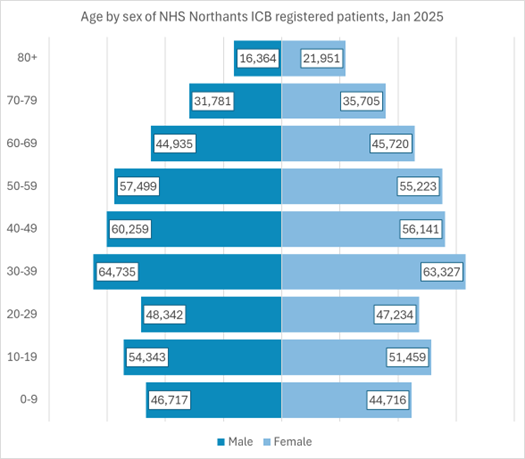 Age by sex of NHS Northants ICB registered patients, Jan 2025
80+ 16,364 21,951
70-79 31,781 35,705
60-69 44,935 45,720
50-59 57,499 55,223
40-49 60,259 56,141
30-39 64,735 63,327
20-29 48,342 47,234
10-19 54,343 51,459
0-9 46,717 44,716
Male Female